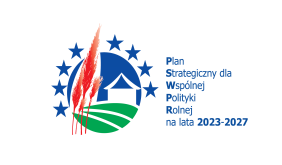 Plan
Strategiczny dla
Wspólnej
Polityki
Rolnej
na lata 2023-2027